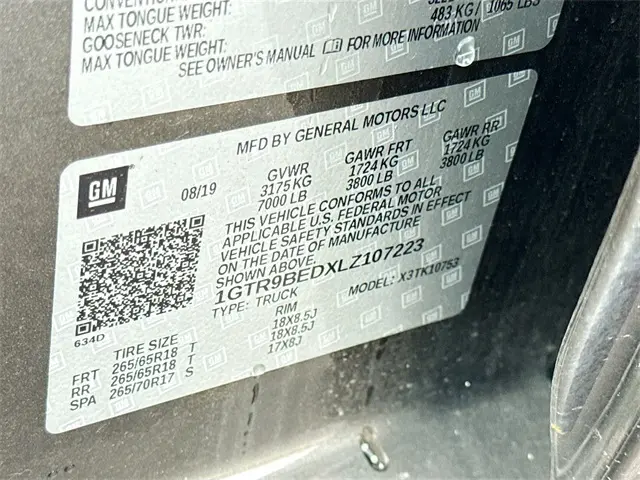 MAX TONGUE WEIGHT: 483 KG/ 1065 LBS
GOOSENECK TWR:
MAX TONGUE WEIGHT:
SEE OWNER'S MANUAL FOR MORE INFORMATION
MFD BY GENERAL MOTORS LLC
GM
08/19
GVWR GAWR FRT GAWR RR
3175 KG 1724 KG 1724 KG
7000 LB 3800 LB 3800 LB
THIS VEHICLE CONFORMS TO ALL
APPLICABLE U.S. FEDERAL MOTOR
VEHICLE SAFETY STANDARDS IN EFFECT
ON THE DATE OF MANUFACTURE
SHOWN ABOVE.
1GTR9BEDXLZ107223
TYPE: TRUCK MODEL: X3TK10753
634D
TIRE SIZE RIM
FRT 265/65R18 T 18X8.5J
RR 265/65R18 T 18X8.5J
SPA 265/70R17 S 17X8J